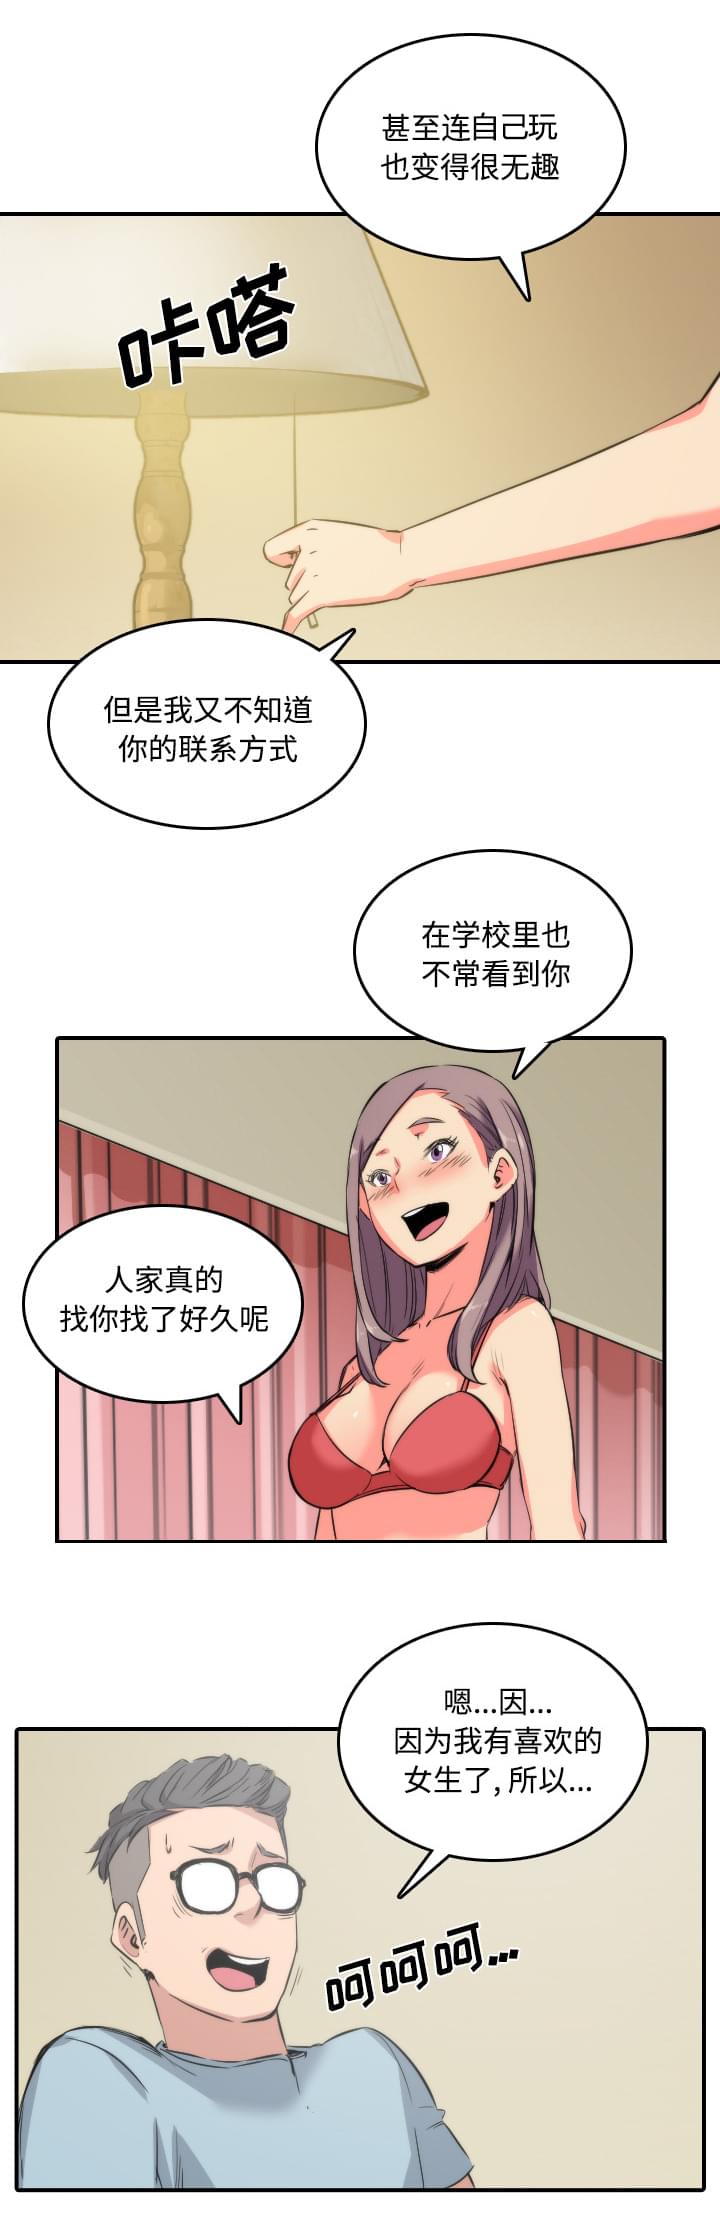 甚至连自己玩
也变得很无趣
咔嗒
但是我又不知道
你的联系方式
在学校里也
不常看到你
人家真的
找你找了好久呢
嗯...因...
因为我有喜欢的
女生了, 所以...
呵呵呵...